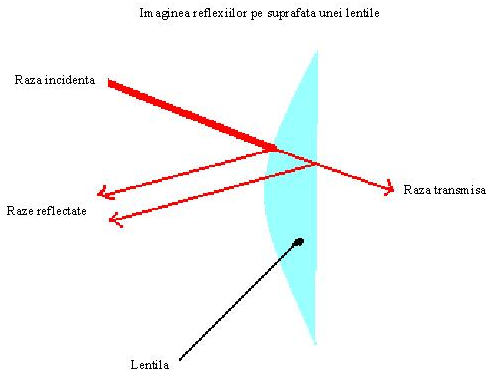 Imaginea reflexiilor pe suprafata unei lentile
Raza incidenta
Raza transmisa
Raze reflectate
Lentila